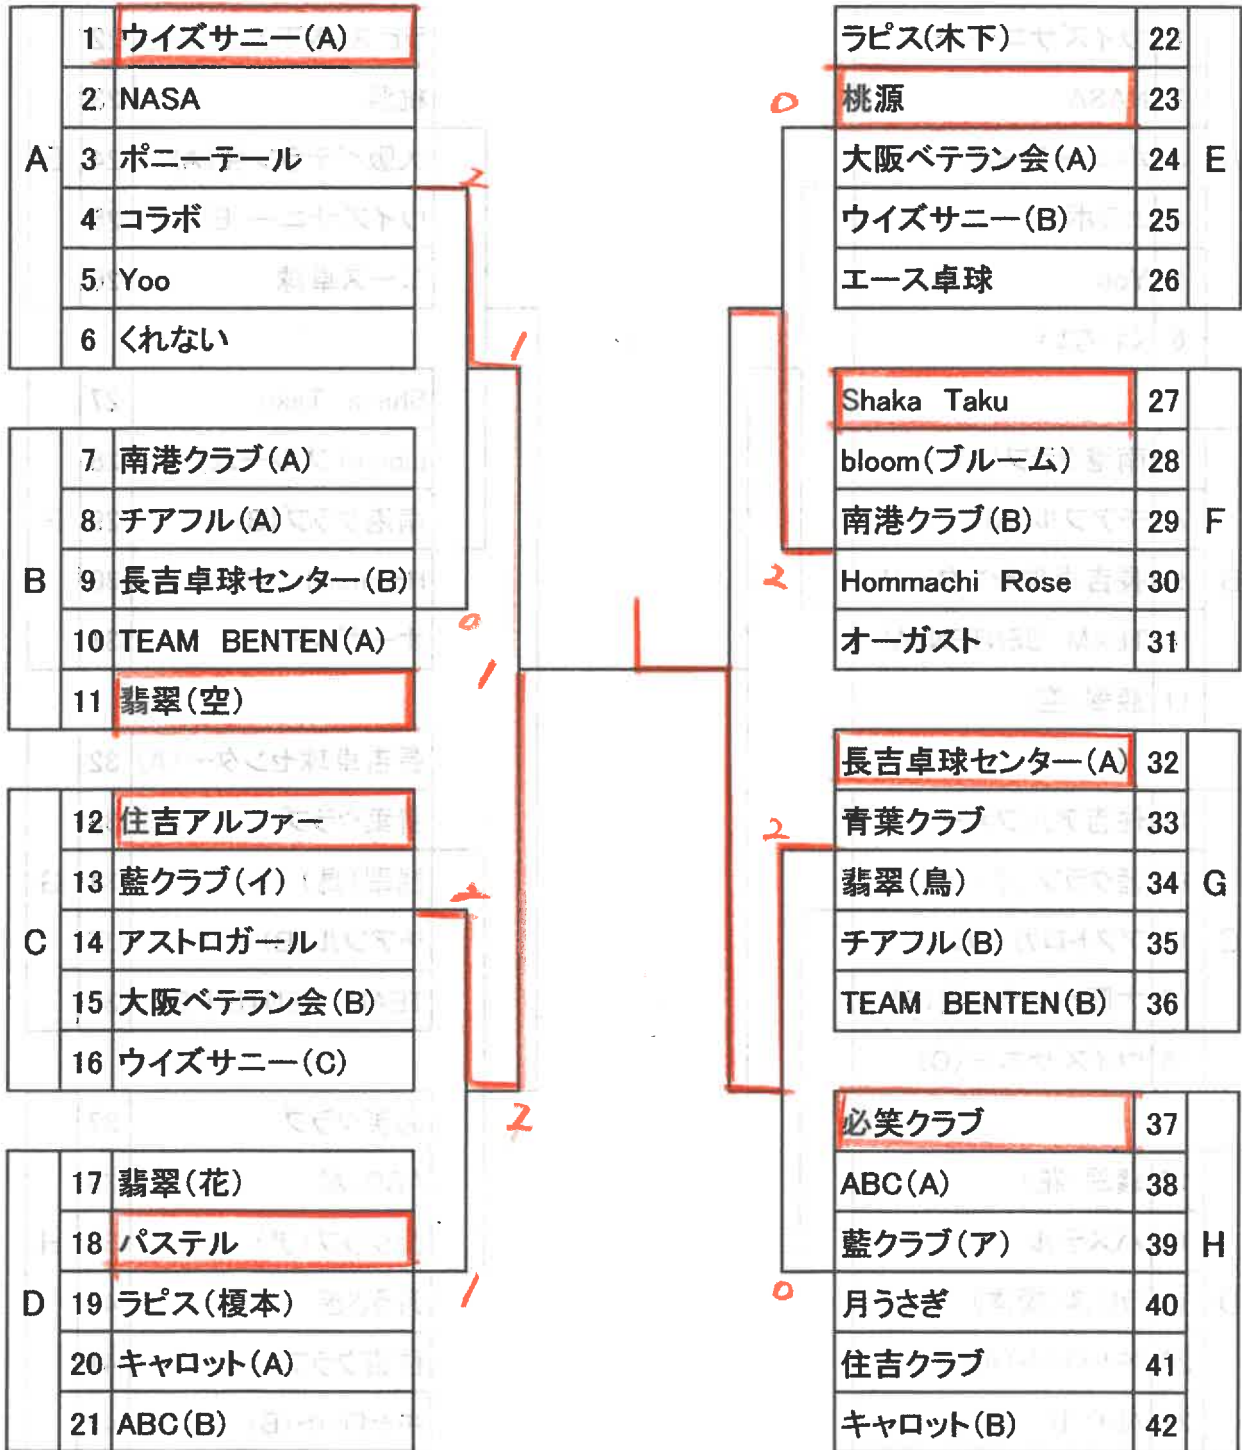 A
1 ウイズサニー(A)
2 NASA
3 ポニーテール
4 コラボ
5 Yoo
6 くれない
B
7 南港クラブ(A)
8 チアフル(A)
9 長吉卓球センター(B)
10 TEAM BENTEN(A)
11 翡翠(空)
C
12 住吉アルファー
13 藍クラブ(イ)
14 アストロガール
15 大阪ベテラン会(B)
16 ウイズサニー(C)
D
17 翡翠(花)
18 パステル
19 ラピス(榎本)
20 キャロット(A)
21 ABC(B)
2
1
0
1
2
2
1
E
ラピス(木下) 22
桃源 23
大阪ベテラン会(A) 24
ウイズサニー(B) 25
エース卓球 26
F
Shaka Taku 27
bloom(ブルーム) 28
南港クラブ(B) 29
Hommachi Rose 30
オーガスト 31
G
長吉卓球センター(A) 32
青葉クラブ 33
翡翠(鳥) 34
チアフル(B) 35
TEAM BENTEN(B) 36
H
必笑クラブ 37
ABC(A) 38
藍クラブ(ア) 39
月うさぎ 40
住吉クラブ 41
キャロット(B) 42
0
2
2
0